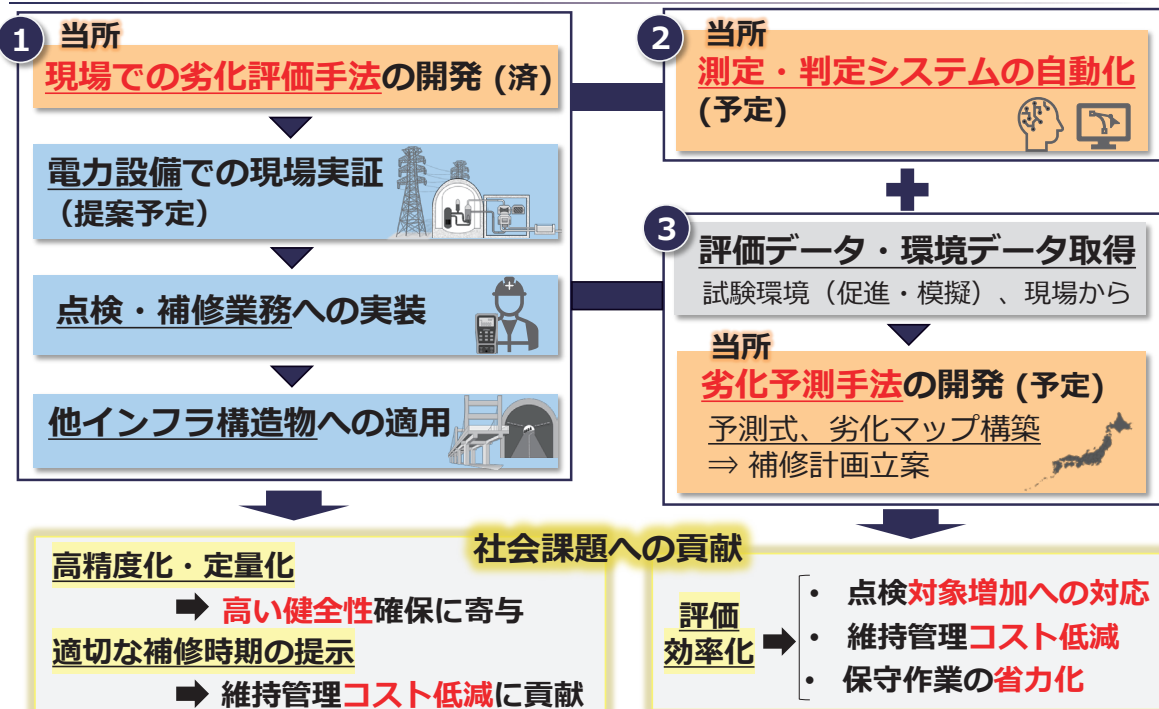 1
当所
現場での劣化評価手法の開発 (済)
電力設備での現場実証
（提案予定）
点検・補修業務への実装
他インフラ構造物への適用
2
当所
測定・判定システムの自動化
(予定)
3
評価データ・環境データ取得
試験環境（促進・模擬）、現場から
当所
劣化予測手法の開発 (予定)
予測式、劣化マップ構築
⇒ 補修計画立案
社会課題への貢献
高精度化・定量化
➡ 高い健全性確保に寄与
適切な補修時期の提示
➡ 維持管理コスト低減に貢献
評価
効率化 ➡
• 点検対象増加への対応
• 維持管理コスト低減
• 保守作業の省力化